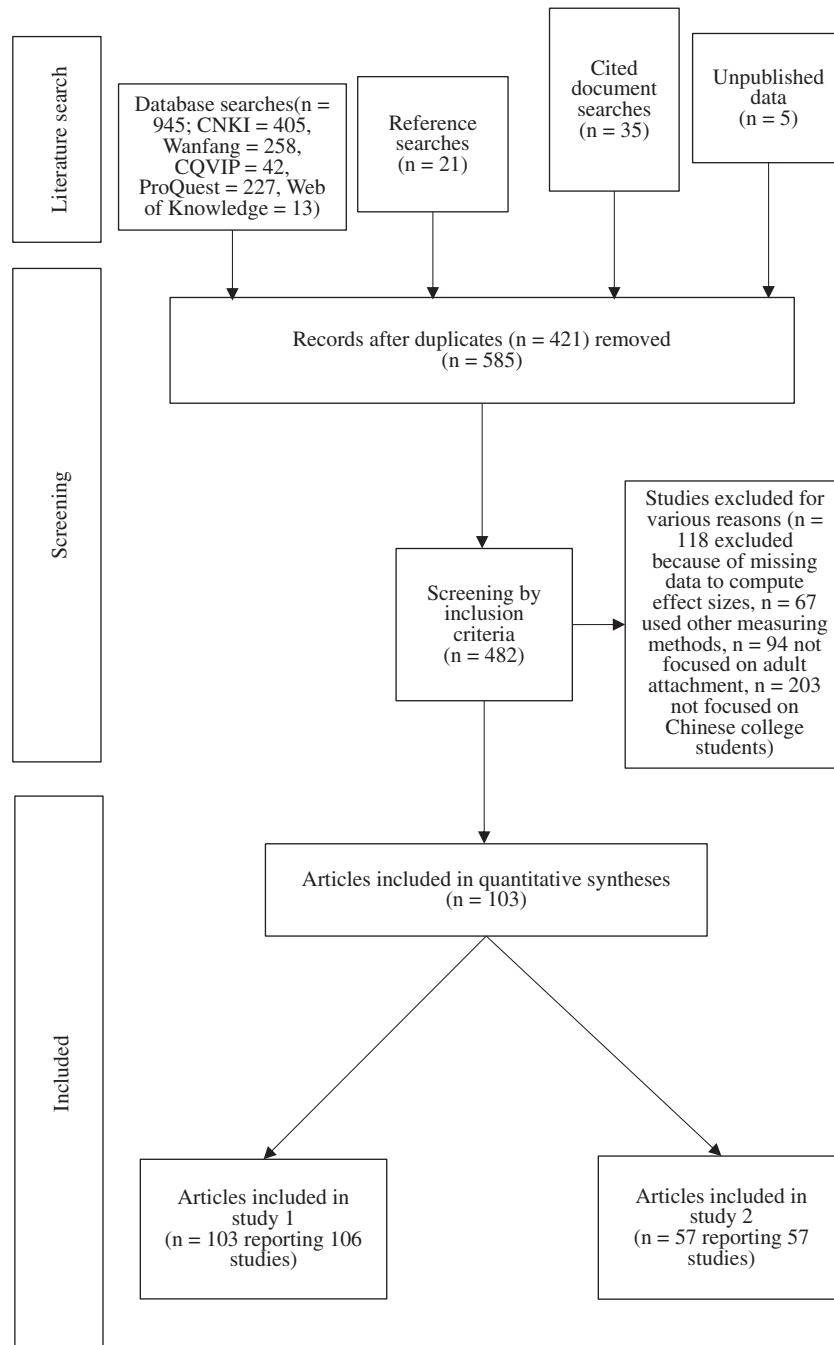 Literature search
Database searches(n =
945; CNKI = 405,
Wanfang = 258,
CQVIP = 42,
ProQuest = 227, Web
of Knowledge = 13)
Reference
searches
(n = 21)
Cited
document
searches
(n = 35)
Unpublished
data
(n = 5)
Screening
Records after duplicates (n = 421) removed
(n = 585)
Screening by
inclusion
criteria
(n = 482)
Studies excluded for
various reasons (n =
118 excluded
because of missing
data to compute
effect sizes, n = 67
used other measuring
methods, n = 94 not
focused on adult
attachment, n = 203
not focused on
Chinese college
students)
Included
Articles included in quantitative syntheses
(n = 103)
Articles included in
study 1
(n = 103 reporting 106
studies)
Articles included in
study 2
(n = 57 reporting 57
studies)